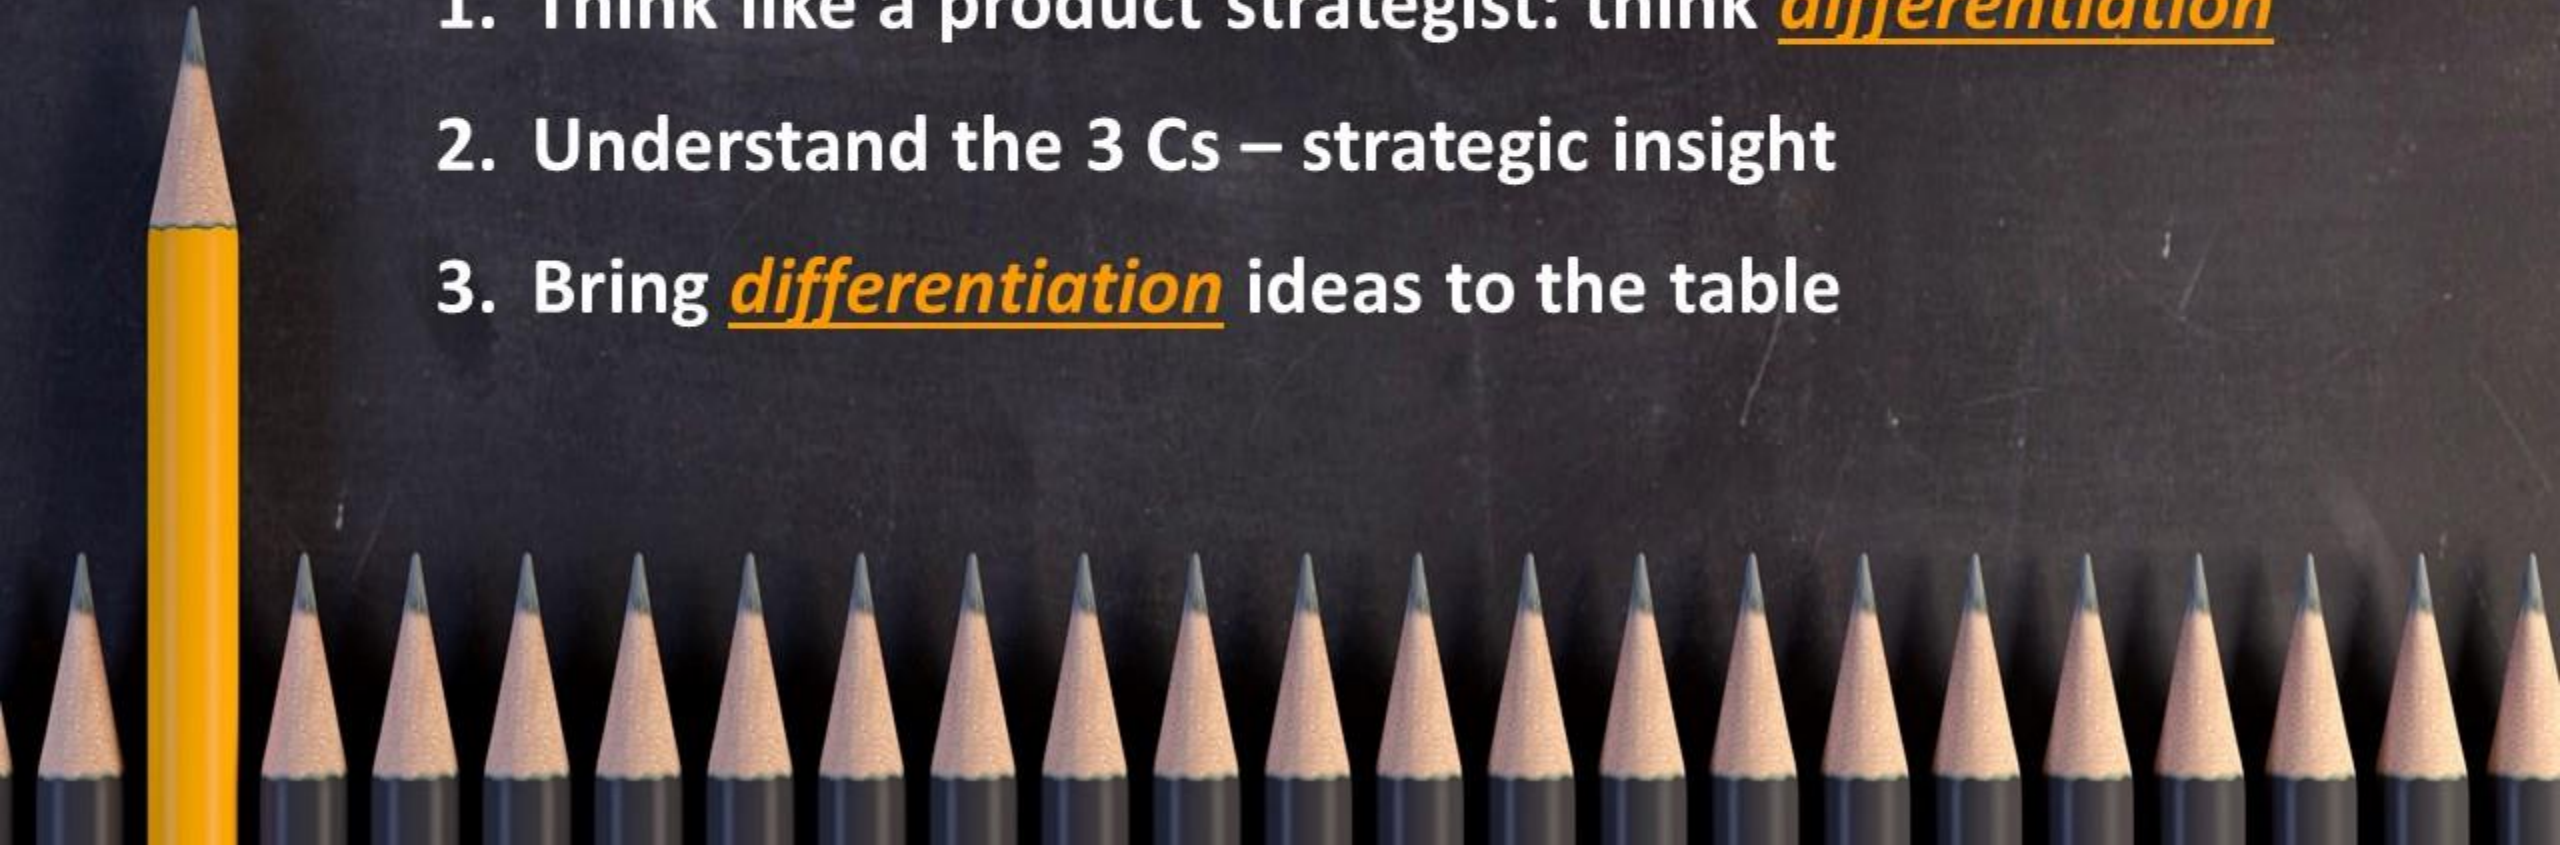 1. Think like a product strategist: think differentiation
2. Understand the 3 Cs – strategic insight
3. Bring differentiation ideas to the table